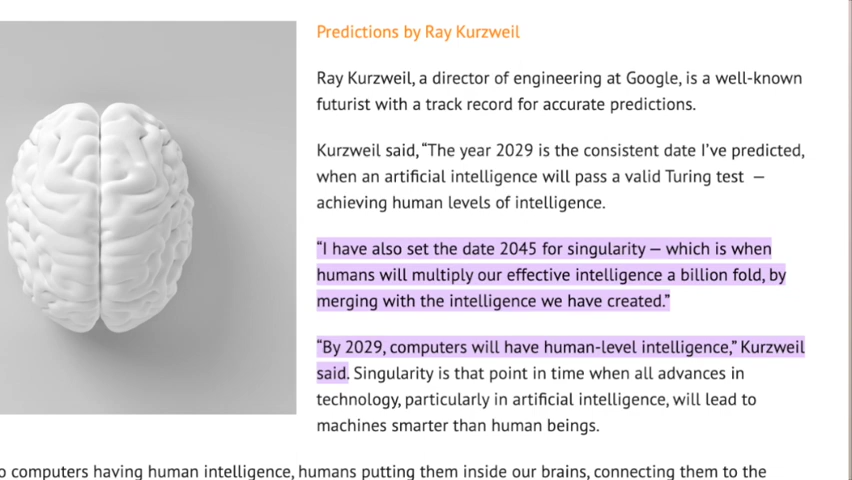 Predictions by Ray Kurzweil
Ray Kurzweil, a director of engineering at Google, is a well-known
futurist with a track record for accurate predictions.
Kurzweil said, “The year 2029 is the consistent date I’ve predicted,
when an artificial intelligence will pass a valid Turing test —
achieving human levels of intelligence.
“I have also set the date 2045 for singularity — which is when
humans will multiply our effective intelligence a billion fold, by
merging with the intelligence we have created.”
“By 2029, computers will have human-level intelligence,” Kurzweil
said. Singularity is that point in time when all advances in
technology, particularly in artificial intelligence, will lead to
machines smarter than human beings.
computers having human intelligence, humans putting them inside our brains, connecting them to the